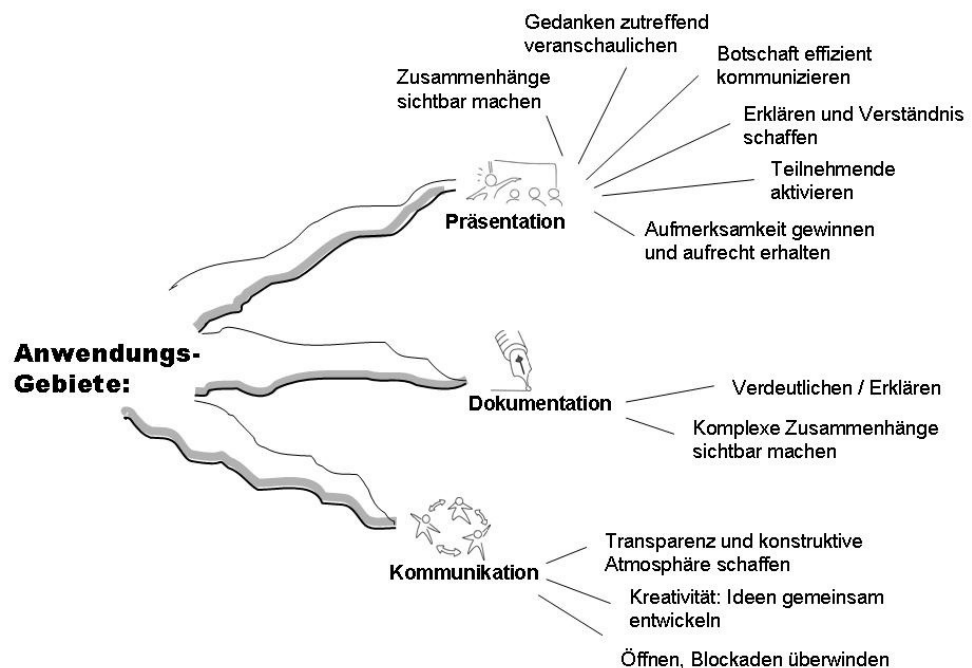 Anwendungs-
Gebiete:
Präsentation
Zusammenhänge
sichtbar machen
Gedanken zutreffend
veranschaulichen
Botschaft effizient
kommunizieren
Erklären und Verständnis
schaffen
Teilnehmende
aktivieren
Aufmerksamkeit gewinnen
und aufrecht erhalten
Dokumentation
Verdeutlichen / Erklären
Komplexe Zusammenhänge
sichtbar machen
Kommunikation
Transparenz und konstruktive
Atmosphäre schaffen
Kreativität: Ideen gemeinsam
entwickeln
Öffnen, Blockaden überwinden